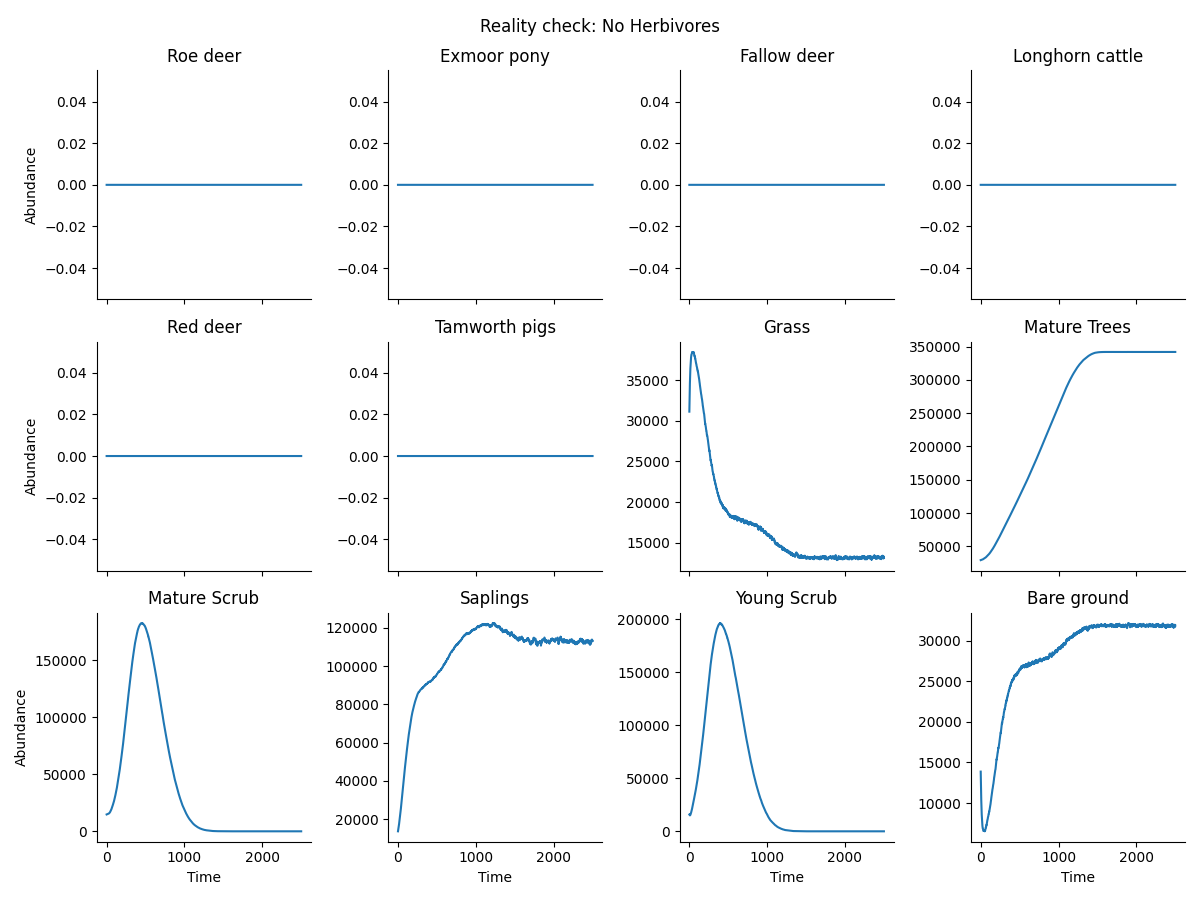 Reality check: No Herbivores
Roe deer
Exmoor pony
Fallow deer
Longhorn cattle
0.04
0.02
0.00
−0.02
−0.04
Abundance
0.04
0.02
0.00
−0.02
−0.04
0.04
0.02
0.00
−0.02
−0.04
0.04
0.02
0.00
−0.02
−0.04
Red deer
Tamworth pigs
Grass
Mature Trees
0.04
0.02
0.00
−0.02
−0.04
Abundance
0.04
0.02
0.00
−0.02
−0.04
35000
30000
25000
20000
15000
350000
300000
250000
200000
150000
100000
50000
Mature Scrub
Saplings
Young Scrub
Bare ground
150000
100000
50000
0
Abundance
120000
100000
80000
60000
40000
20000
200000
150000
100000
50000
0
30000
25000
20000
15000
10000
0 1000 2000
0 1000 2000
0 1000 2000
0 1000 2000
Time
Time
Time
Time